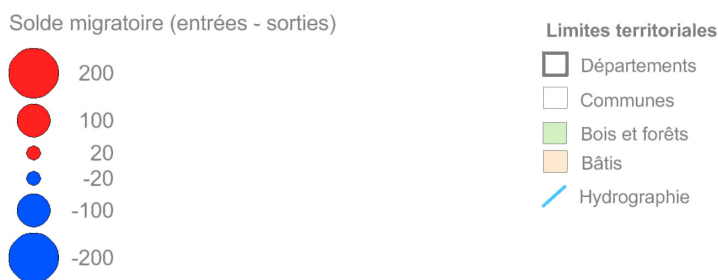 Solde migratoire (entrées - sorties)
200
100
20
-20
-100
-200
Limites territoriales
Départements
Communes
Bois et forêts
Bâtis
Hydrographie